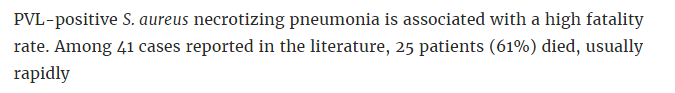 PVL-positive S. aureus necrotizing pneumonia is associated with a high fatality
rate. Among 41 cases reported in the literature, 25 patients (61%) died, usually
rapidly